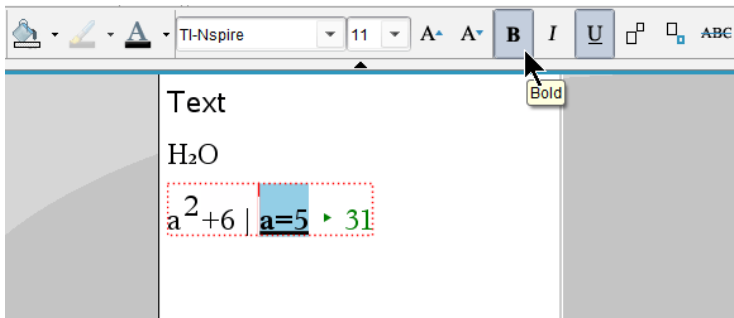 TI-Nspire 11 A A B I U ABC
Bold
Text
H₂O
a²+6 | a=5 ▸ 31